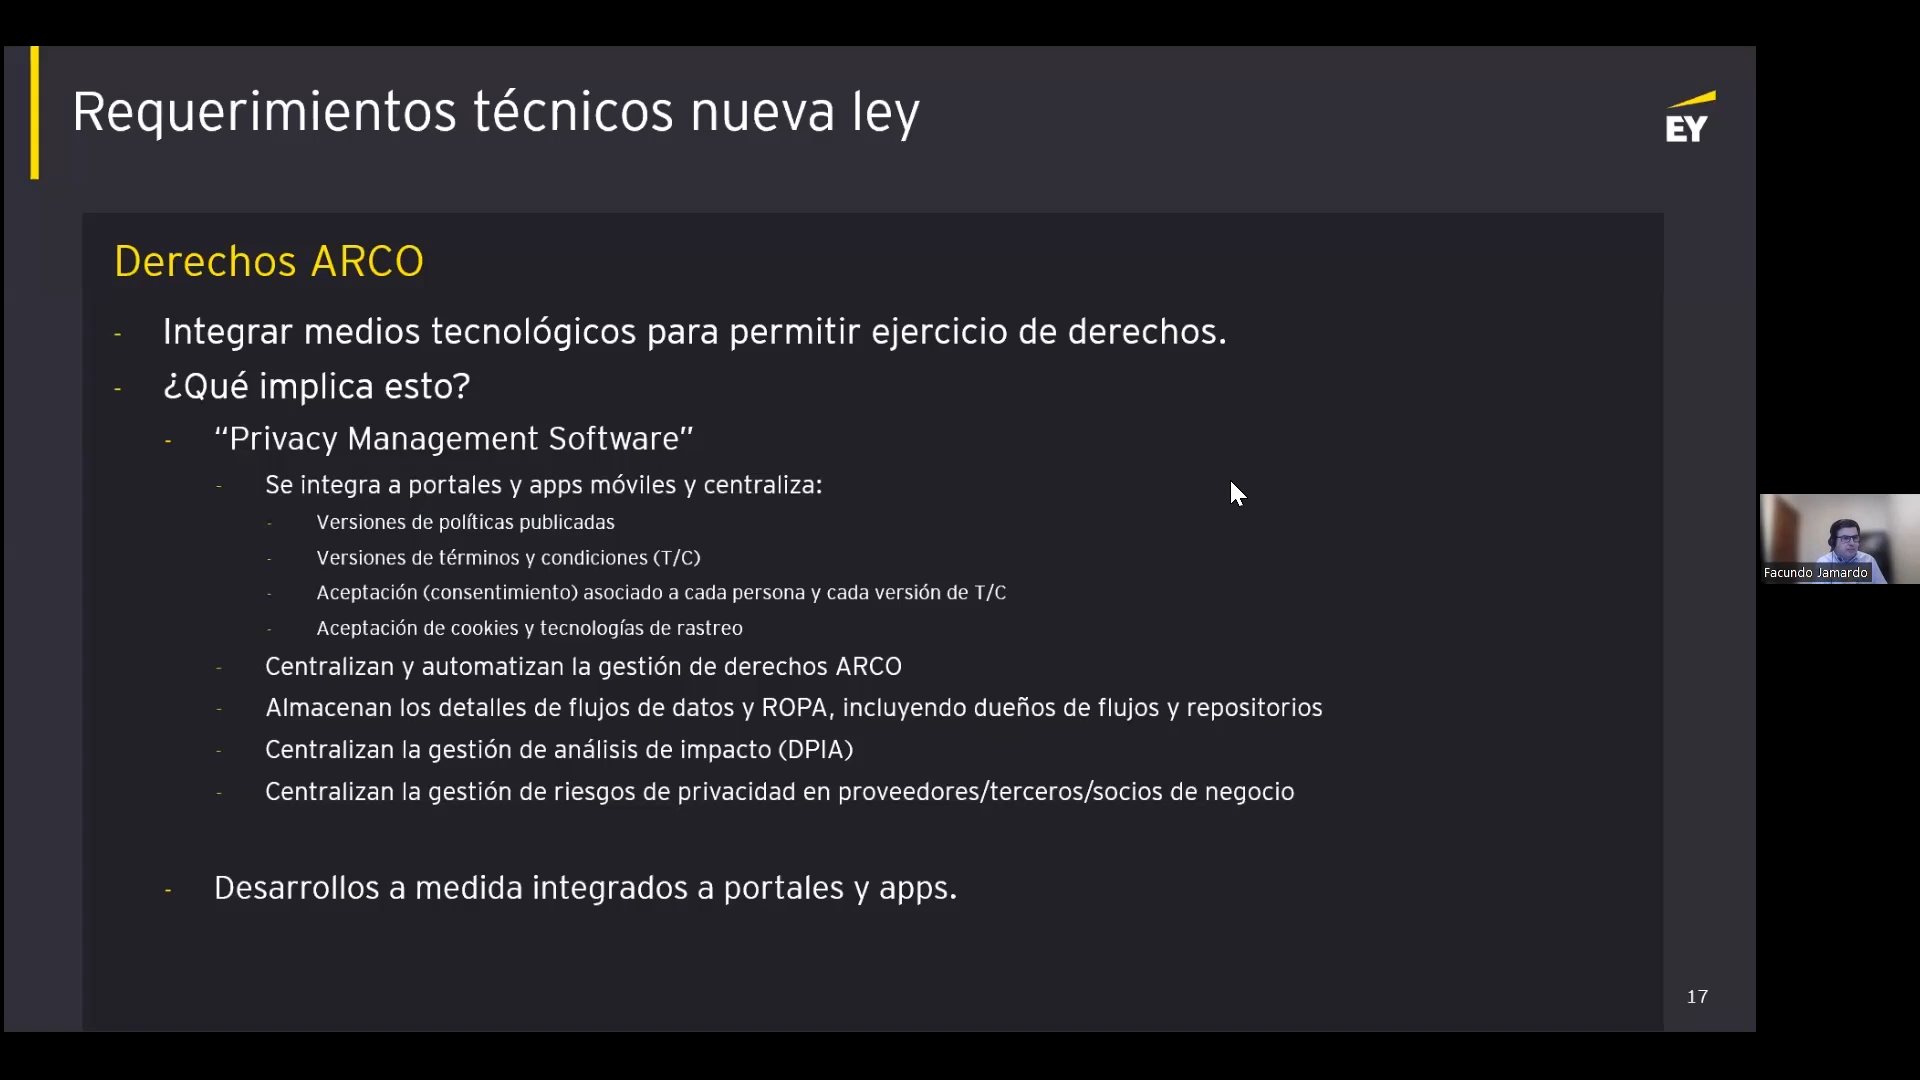 Requerimientos técnicos nueva ley
EY
Derechos ARCO
- Integrar medios tecnológicos para permitir ejercicio de derechos.
- ¿Qué implica esto?
- “Privacy Management Software”
- Se integra a portales y apps móviles y centraliza:
- Versiones de políticas publicadas
- Versiones de términos y condiciones (T/C)
- Aceptación (consentimiento) asociado a cada persona y cada versión de T/C
- Aceptación de cookies y tecnologías de rastreo
- Centralizan y automatizan la gestión de derechos ARCO
- Almacenan los detalles de flujos de datos y ROPA, incluyendo dueños de flujos y repositorios
- Centralizan la gestión de análisis de impacto (DPIA)
- Centralizan la gestión de riesgos de privacidad en proveedores/terceros/socios de negocio
- Desarrollos a medida integrados a portales y apps.
17
Facundo Jamardo